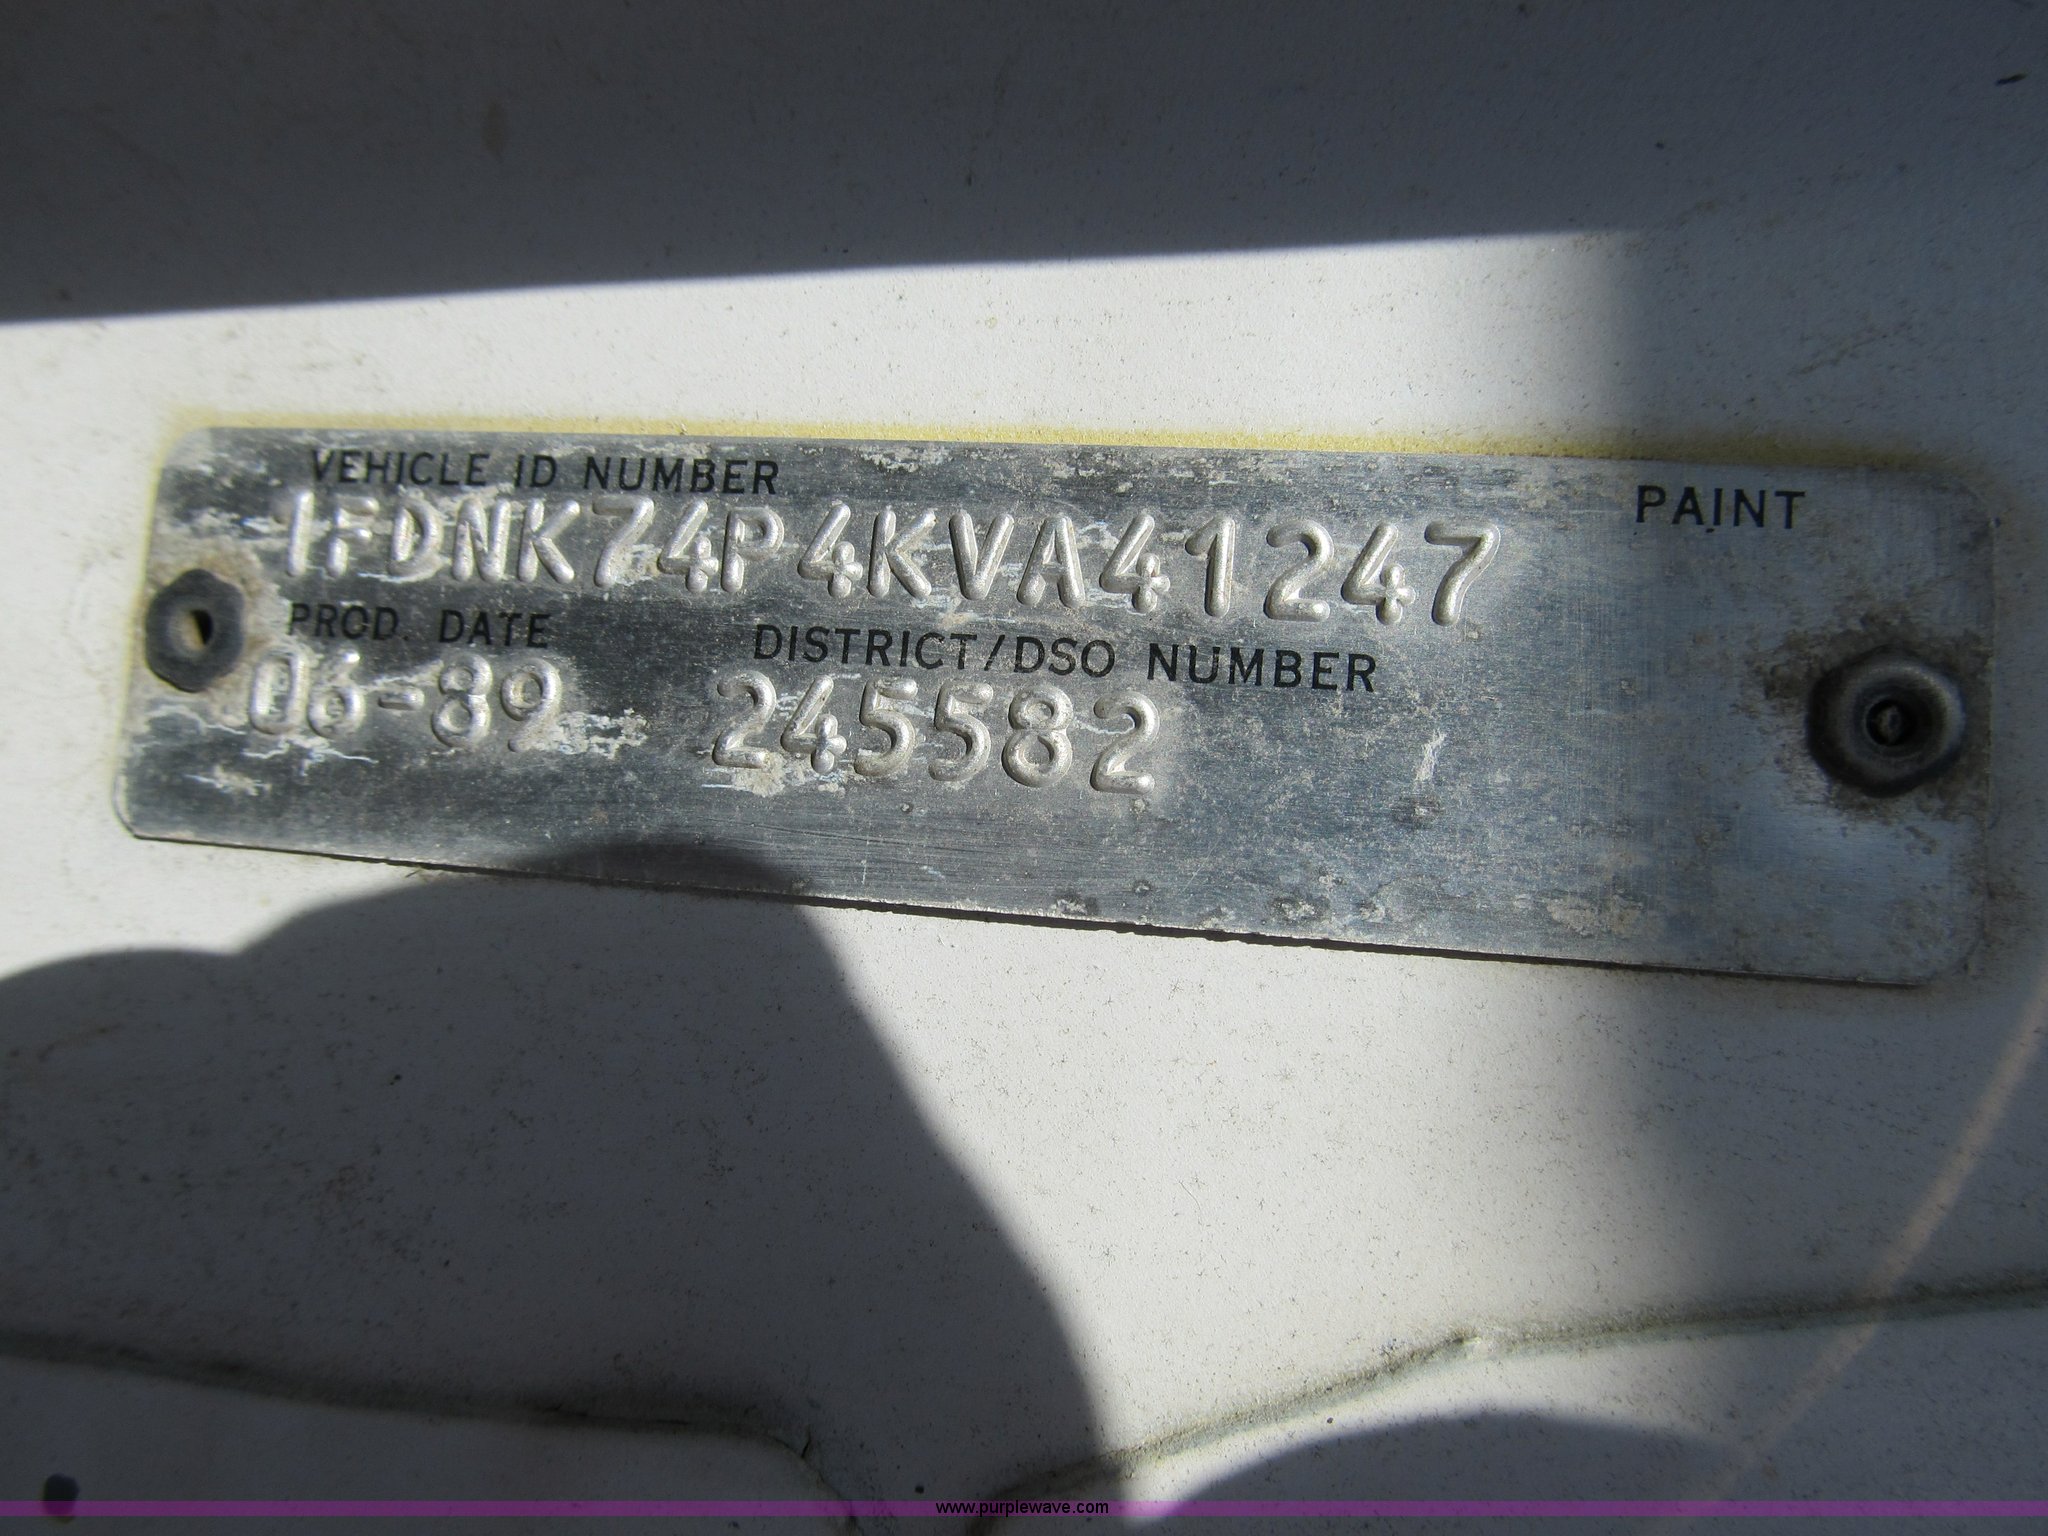 VEHICLE ID NUMBER
PAINT
1FDNK74P4KVA41247
PROD. DATE
DISTRICT/DSO NUMBER
06-89
245582
www.purplewave.com